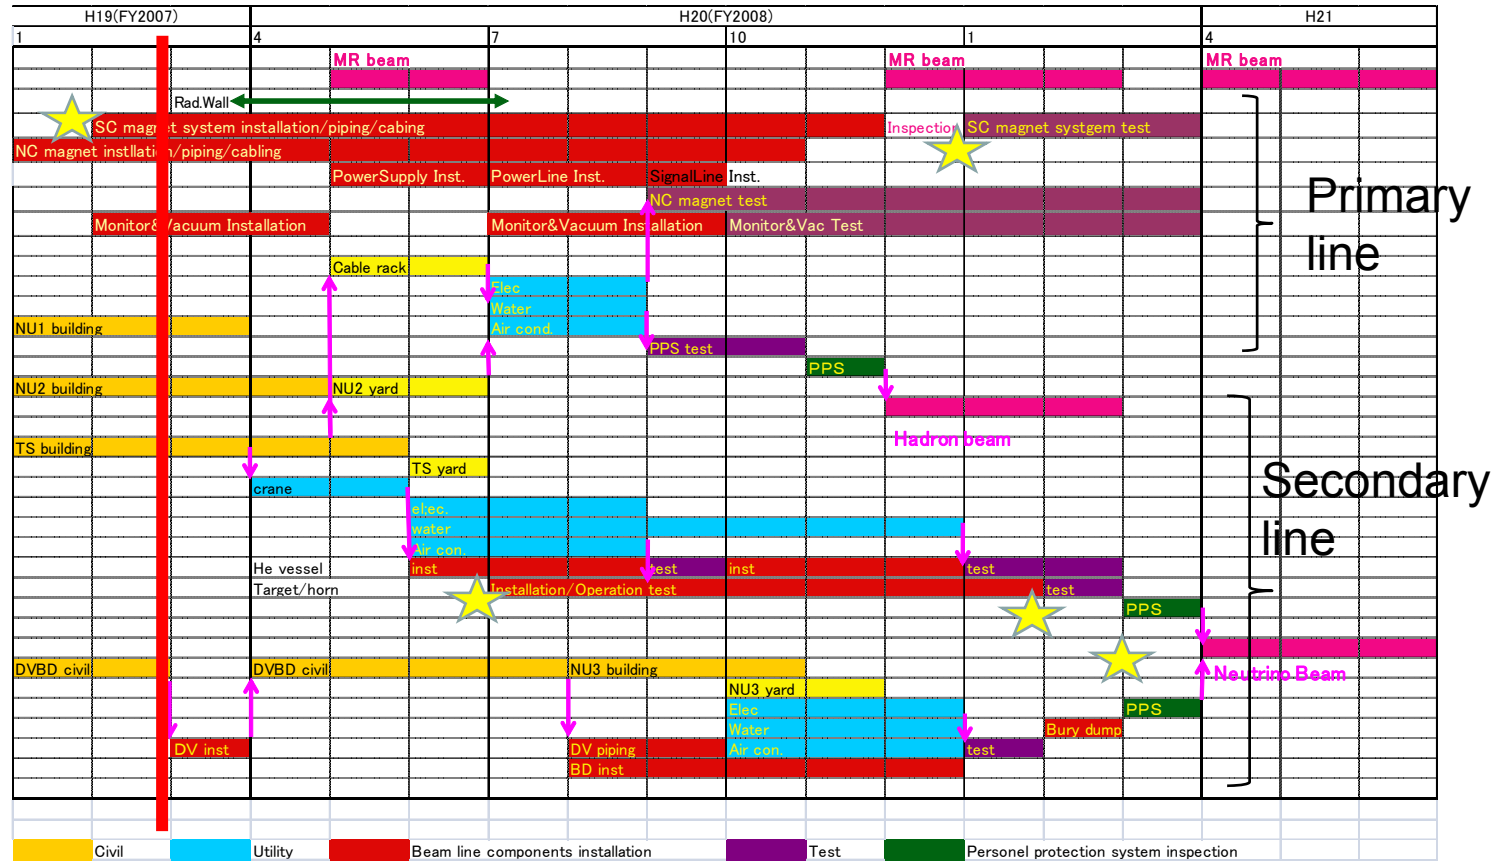 H19(FY2007) H20(FY2008) H21
1 4 7 10 1 4
MR beam MR beam MR beam
Rad.Wall
SC magnet system installation/piping/cabing Inspection SC magnet systgem test
NC magnet instllation/piping/cabling
PowerSupply Inst. PowerLine Inst. SignalLine Inst.
NC magnet test
Monitor&Vacuum Installation Monitor&Vacuum Installation Monitor&Vac Test
Primary
line
Cable rack
Elec
Water
NU1 building Air cond.
PPS test
PPS
NU2 building NU2 yard
Hadron beam
TS building
TS yard
crane
Secondary
line
el:ec.
water
Air con.
He vessel inst test inst test
Target/horn Installation/Operation test test
PPS
DVBD civil DVBD civil NU3 building
Neutrino Beam
NU3 yard
Elec PPS
Water Bury dump
DV inst DV piping Air con. test
BD inst
Civil Utility Beam line components installation Test Personel protection system inspection